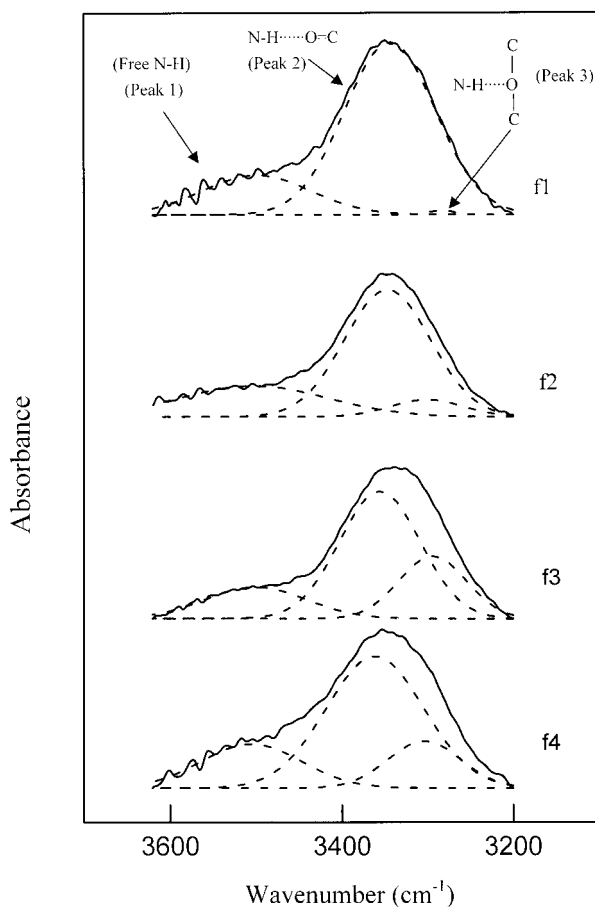 (Free N-H)
(Peak 1)
N-H······O=C
(Peak 2)
C
N-H····O
C
(Peak 3)
f1
f2
f3
f4
Absorbance
3600
3400
3200
Wavenumber (cm⁻¹)